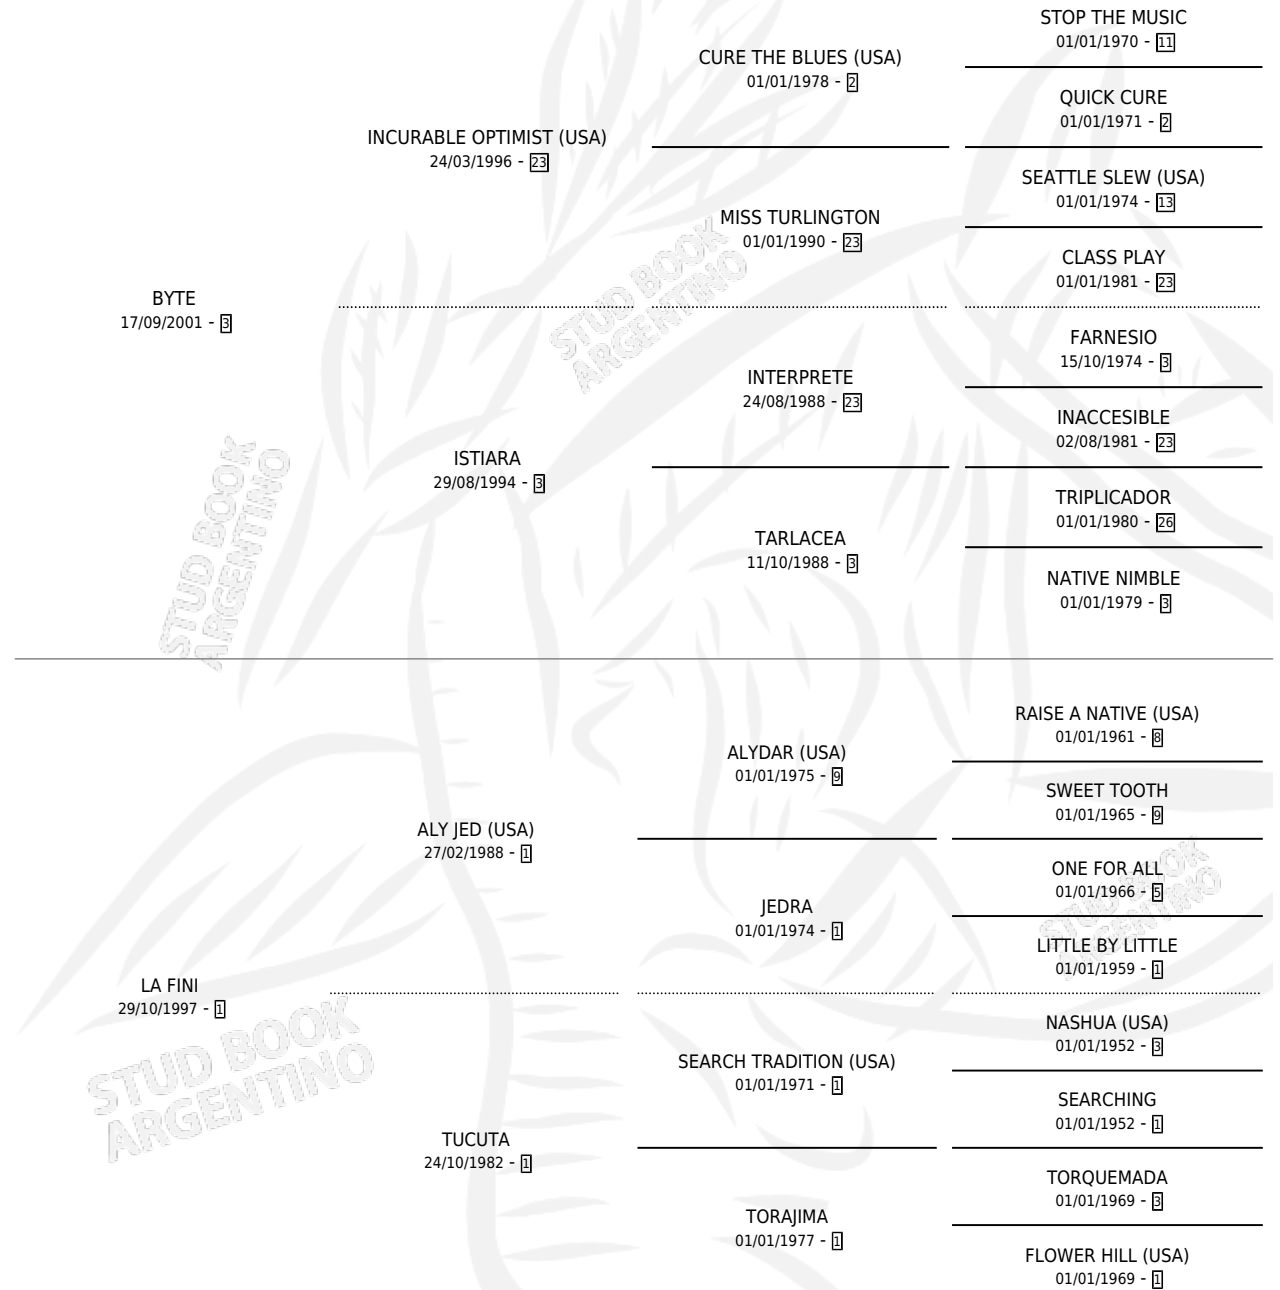 STOP THE MUSIC
01/01/1970 - 11
CURE THE BLUES (USA)
01/01/1978 - 2
QUICK CURE
01/01/1971 - 2
INCURABLE OPTIMIST (USA)
24/03/1996 - 23
SEATTLE SLEW (USA)
01/01/1974 - 13
MISS TURLINGTON
01/01/1990 - 23
CLASS PLAY
01/01/1981 - 23
BYTE
17/09/2001 - 3
FARNESIO
15/10/1974 - 3
INTERPRETE
24/08/1988 - 23
INACCESIBLE
02/08/1981 - 23
ISTIARA
29/08/1994 - 3
TRIPLICADOR
01/01/1980 - 26
TARLACEA
11/10/1988 - 3
NATIVE NIMBLE
01/01/1979 - 3
STUD BOOK
ARGENTINO
STUD BOOK
ARGENTINO
RAISE A NATIVE (USA)
01/01/1961 - 8
ALYDAR (USA)
01/01/1975 - 9
SWEET TOOTH
01/01/1965 - 9
ALY JED (USA)
27/02/1988 - 1
ONE FOR ALL
01/01/1966 - 5
JEDRA
01/01/1974 - 1
LITTLE BY LITTLE
01/01/1959 - 1
LA FINI
29/10/1997 - 1
NASHUA (USA)
01/01/1952 - 3
SEARCH TRADITION (USA)
01/01/1971 - 1
SEARCHING
01/01/1952 - 1
TUCUTA
24/10/1982 - 1
TORQUEMADA
01/01/1969 - 3
TORAJIMA
01/01/1977 - 1
FLOWER HILL (USA)
01/01/1969 - 1
STUD BOOK
ARGENTINO
STUD BOOK
ARGENTINO